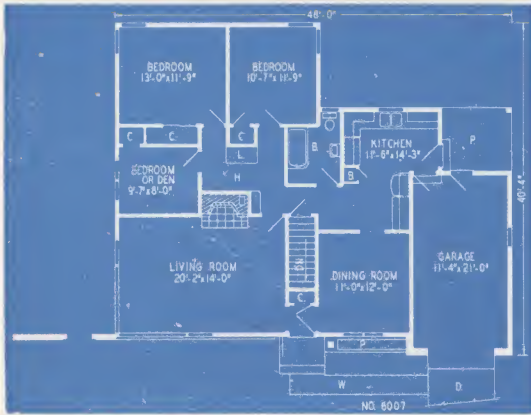 48'-0"
BEDROOM
13'-0"x11'-9"
BEDROOM
10'-7"x11'-9"
C
C.
C
L
H
B.
KITCHEN
11'-6"x14'-3"
P.
B
BEDROOM
OR DEN
9'-7"x8'-0"
40'-4"
LIVING ROOM
20'-2"x14'-0"
DN
C.
DINING ROOM
11'-0"x12'-0"
GARAGE
11'-4"x21'-0"
P
W
D.
NO. 6007